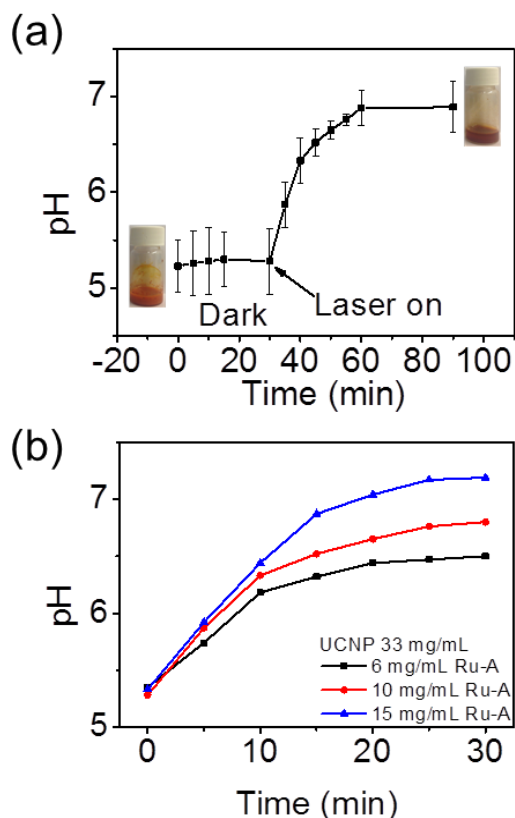 (a)
7
6
5
pH
Dark
Laser on
-20 0 20 40 60 80 100
Time (min)
(b)
7
6
5
pH
UCNP 33 mg/mL
6 mg/mL Ru-A
10 mg/mL Ru-A
15 mg/mL Ru-A
0 10 20 30
Time (min)